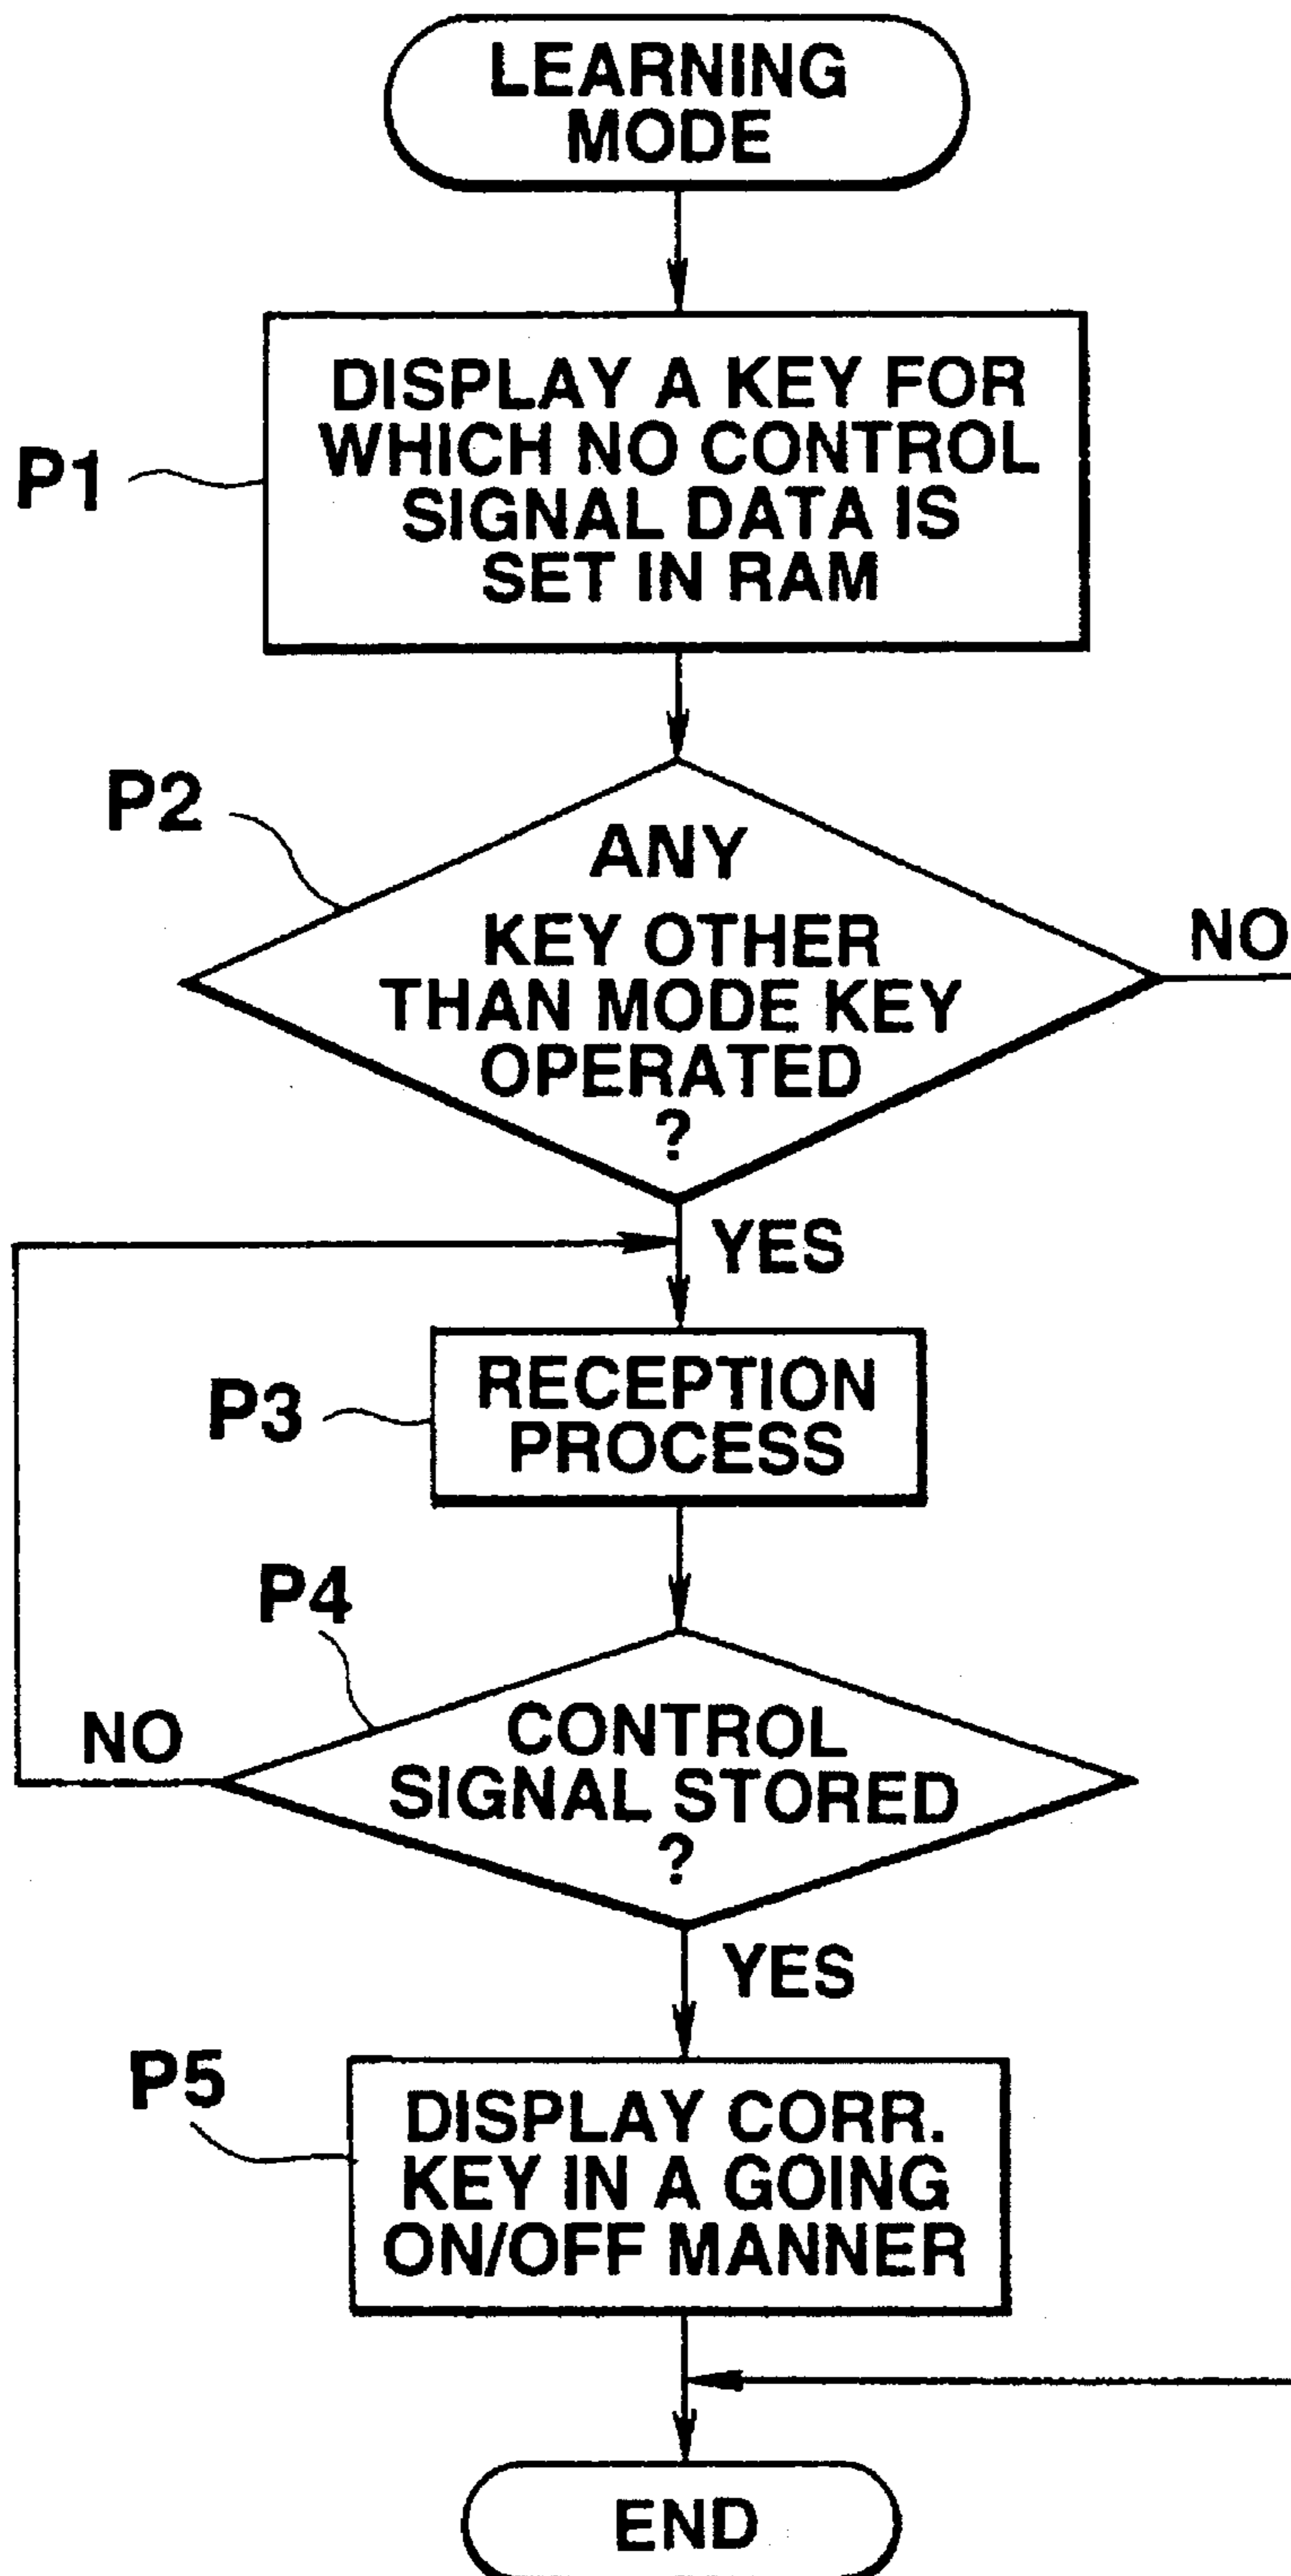 LEARNING
MODE
P1
DISPLAY A KEY FOR
WHICH NO CONTROL
SIGNAL DATA IS
SET IN RAM
P2
ANY
KEY OTHER
THAN MODE KEY
OPERATED
?
NO
YES
P3
RECEPTION
PROCESS
P4
CONTROL
SIGNAL STORED
?
NO
YES
P5
DISPLAY CORR.
KEY IN A GOING
ON/OFF MANNER
END